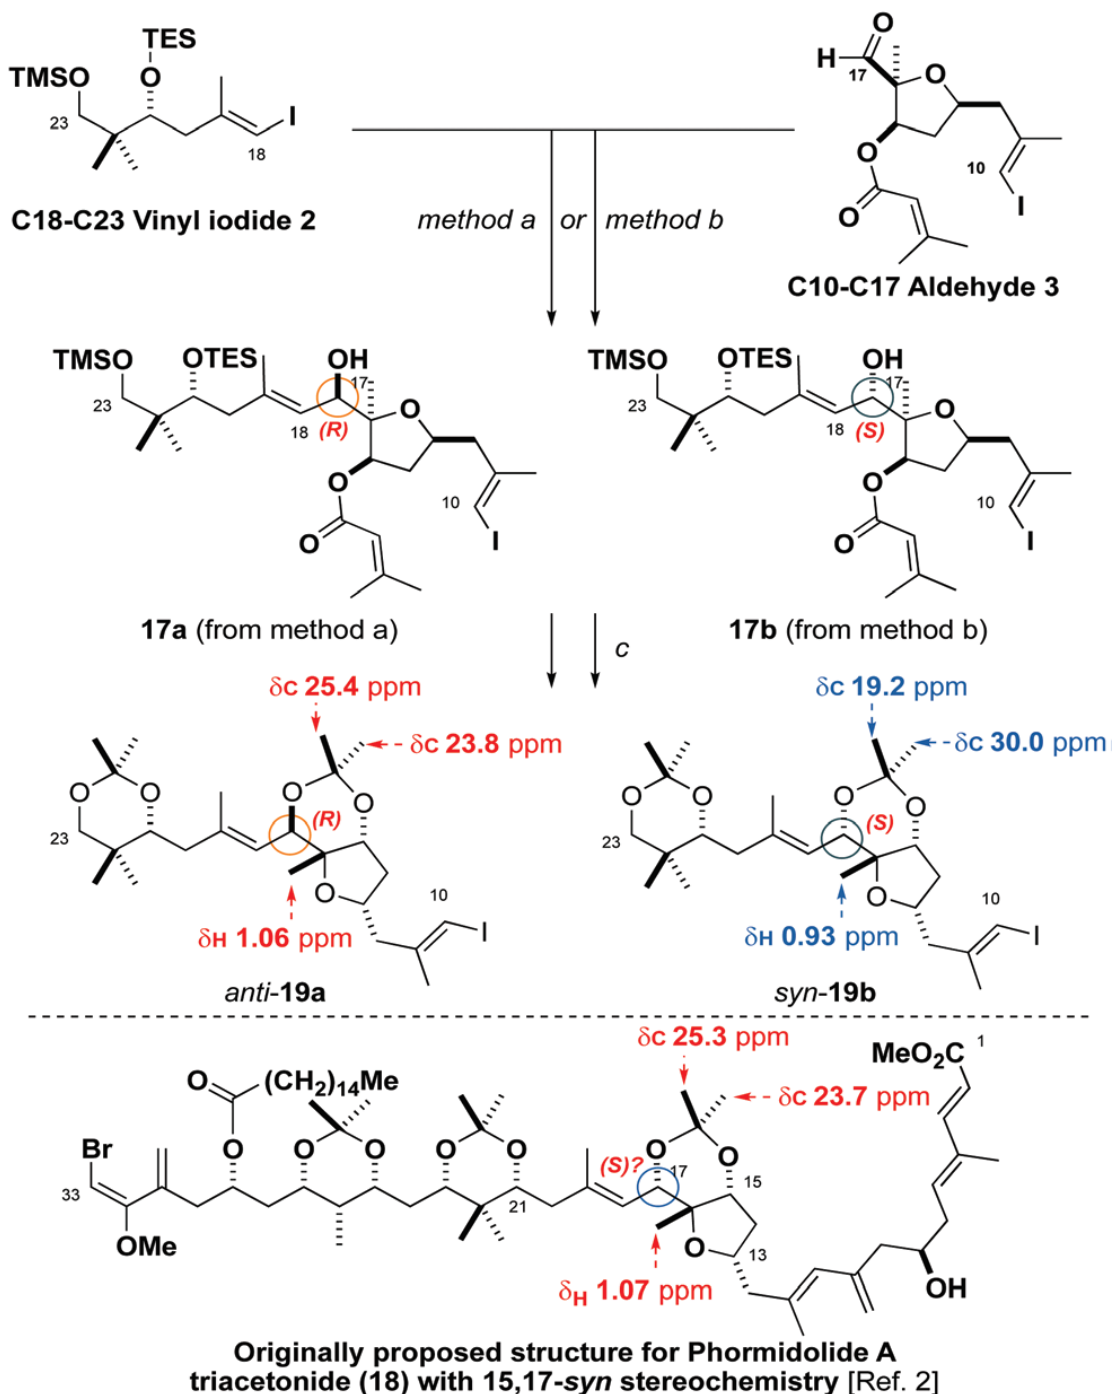 TES
TMSO
O
23
I
18
C18-C23 Vinyl iodide 2
O
H
17
O
O
10
O
I
C10-C17 Aldehyde 3
method a
or
method b
TMSO
OTES
OH
17
23
18
(R)
O
O
10
O
I
17a (from method a)
TMSO
OTES
OH
17
23
18
(S)
O
O
10
O
I
17b (from method b)
c
δc 25.4 ppm
δc 23.8 ppm
O
O
O
O
(R)
23
O
10
I
δH 1.06 ppm
anti-19a
δc 19.2 ppm
δc 30.0 ppm
O
O
O
O
(S)
23
O
10
I
δH 0.93 ppm
syn-19b
δc 25.3 ppm
δc 23.7 ppm
MeO2C
1
O
(CH2)14Me
Br
O
O
O
O
O
O
O
(S)?
17
15
33
21
OMe
O
13
OH
δH 1.07 ppm
Originally proposed structure for Phormidolide A
triacetonide (18) with 15,17-syn stereochemistry [Ref. 2]